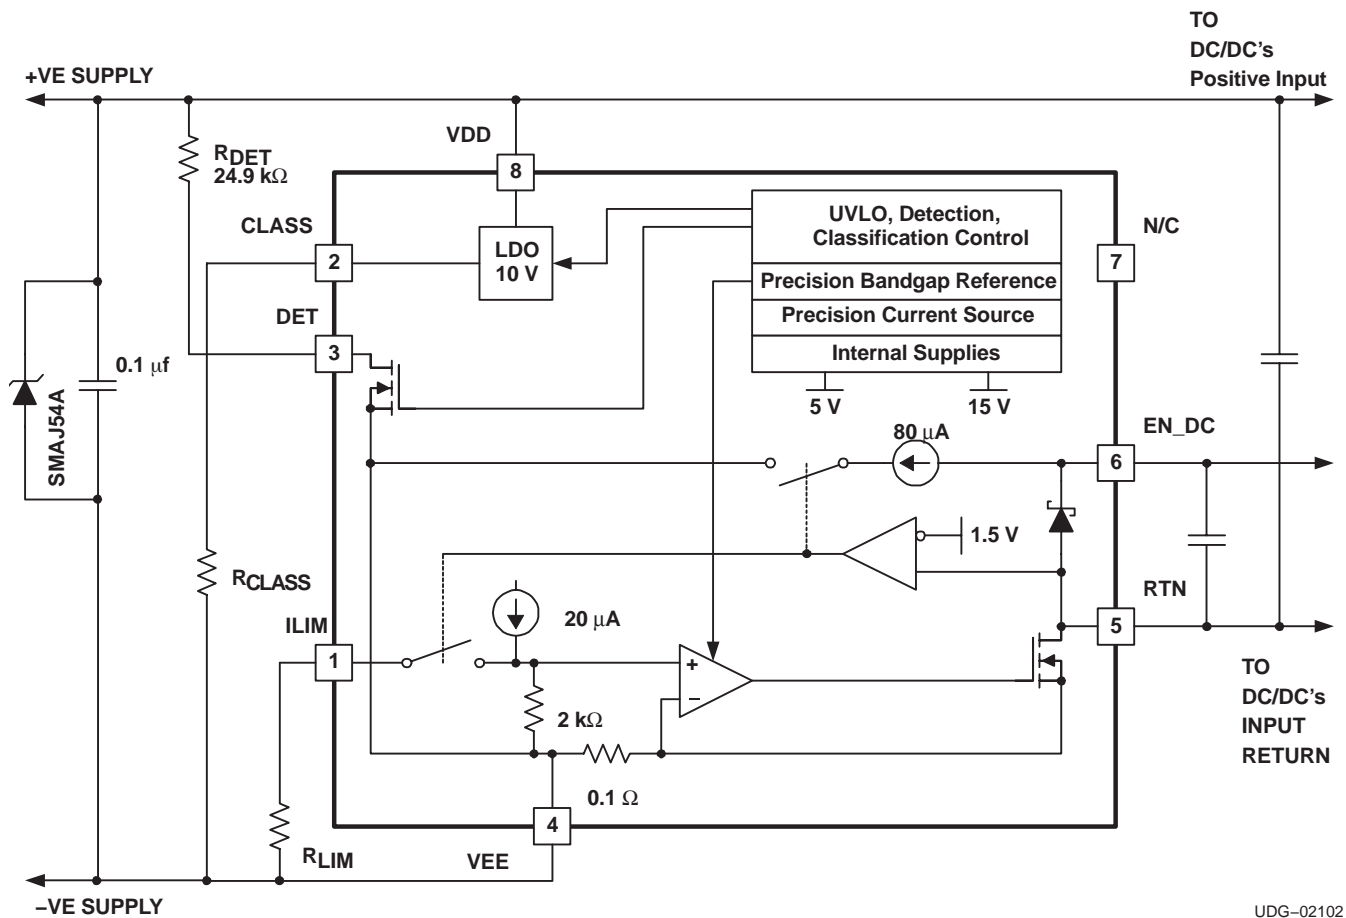 TO
DC/DC's
Positive Input
+VE SUPPLY
VDD
8
RDET
24.9 kΩ
CLASS
2
LDO
10 V
UVLO, Detection,
Classification Control
Precision Bandgap Reference
Precision Current Source
Internal Supplies
5 V
15 V
N/C
7
DET
3
0.1 μf
SMAJ54A
80 μA
EN_DC
6
1.5 V
RCLASS
ILIM
1
20 μA
RTN
5
+
−
2 kΩ
0.1 Ω
TO
DC/DC's
INPUT
RETURN
4
RLIM
VEE
−VE SUPPLY
UDG−02102